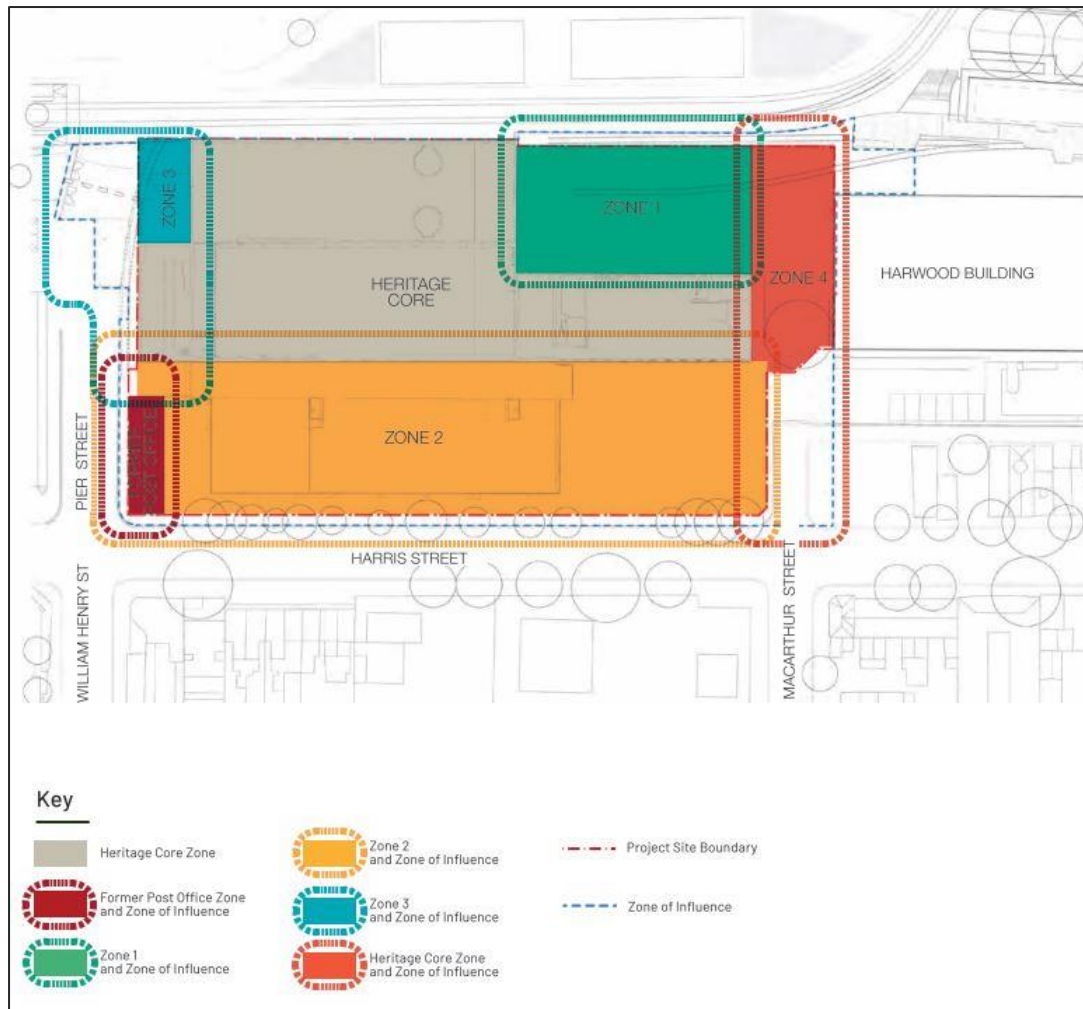 ZONE 3
ZONE 1
HERITAGE
CORE
ZONE 4
HARWOOD BUILDING
PIER STREET
POST OFFICE
ZONE 2
HARRIS STREET
WILLIAM HENRY ST
MACARTHUR STREET
Key
Heritage Core Zone
Former Post Office Zone
and Zone of Influence
Zone 1
and Zone of Influence
Zone 2
and Zone of Influence
Zone 3
and Zone of Influence
Heritage Core Zone
and Zone of Influence
Project Site Boundary
Zone of Influence